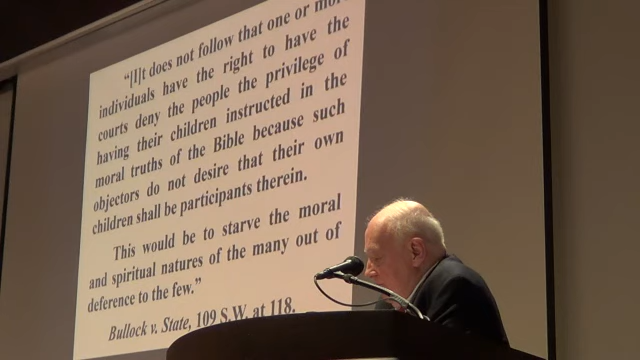 “[I]t does not follow that one or more
individuals have the right to have the
courts deny the people the privilege of
having their children instructed in the
moral truths of the Bible because such
objectors do not desire that their own
children shall be participants therein.
This would be to starve the moral
and spiritual natures of the many out of
deference to the few.”
Bullock v. State, 109 S.W. at 118.